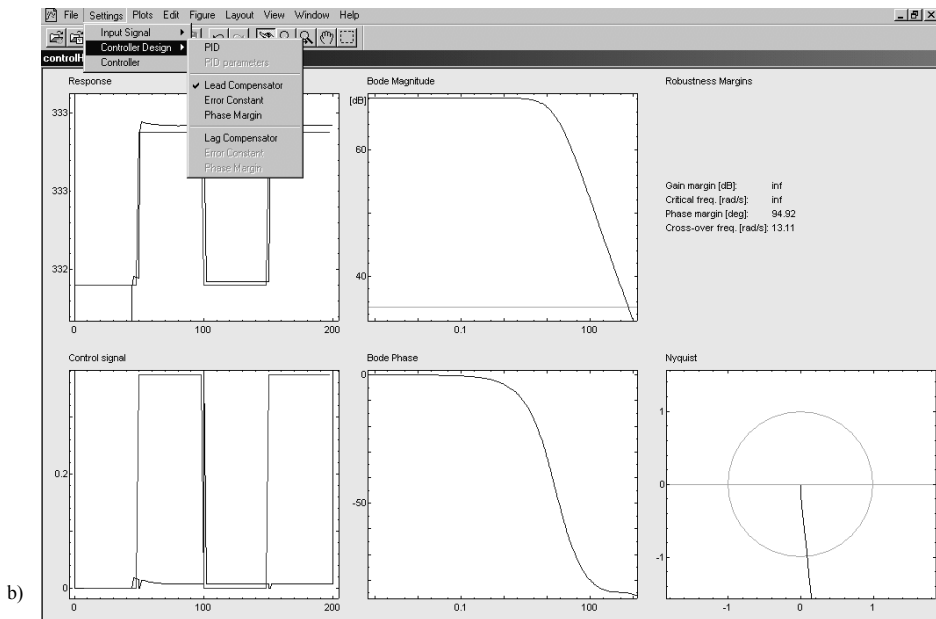 File Settings Plots Edit Figure Layout View Window Help
Input Signal
Controller Design
Controller
PID
PID parameters
Lead Compensator
Error Constant
Phase Margin
Lag Compensator
Error Constant
Phase Margin
Response
333
333
332
0 100 200
Bode Magnitude
[dB]
60
40
0.1 100
Robustness Margins
Gain margin [dB]: inf
Critical freq. [rad/s]: inf
Phase margin [deg]: 94.92
Cross-over freq. [rad/s]: 13.11
Control signal
0.2
0
0 100 200
Bode Phase
0
-50
0.1 100
Nyquist
1
0
-1
-1 0 1
b)